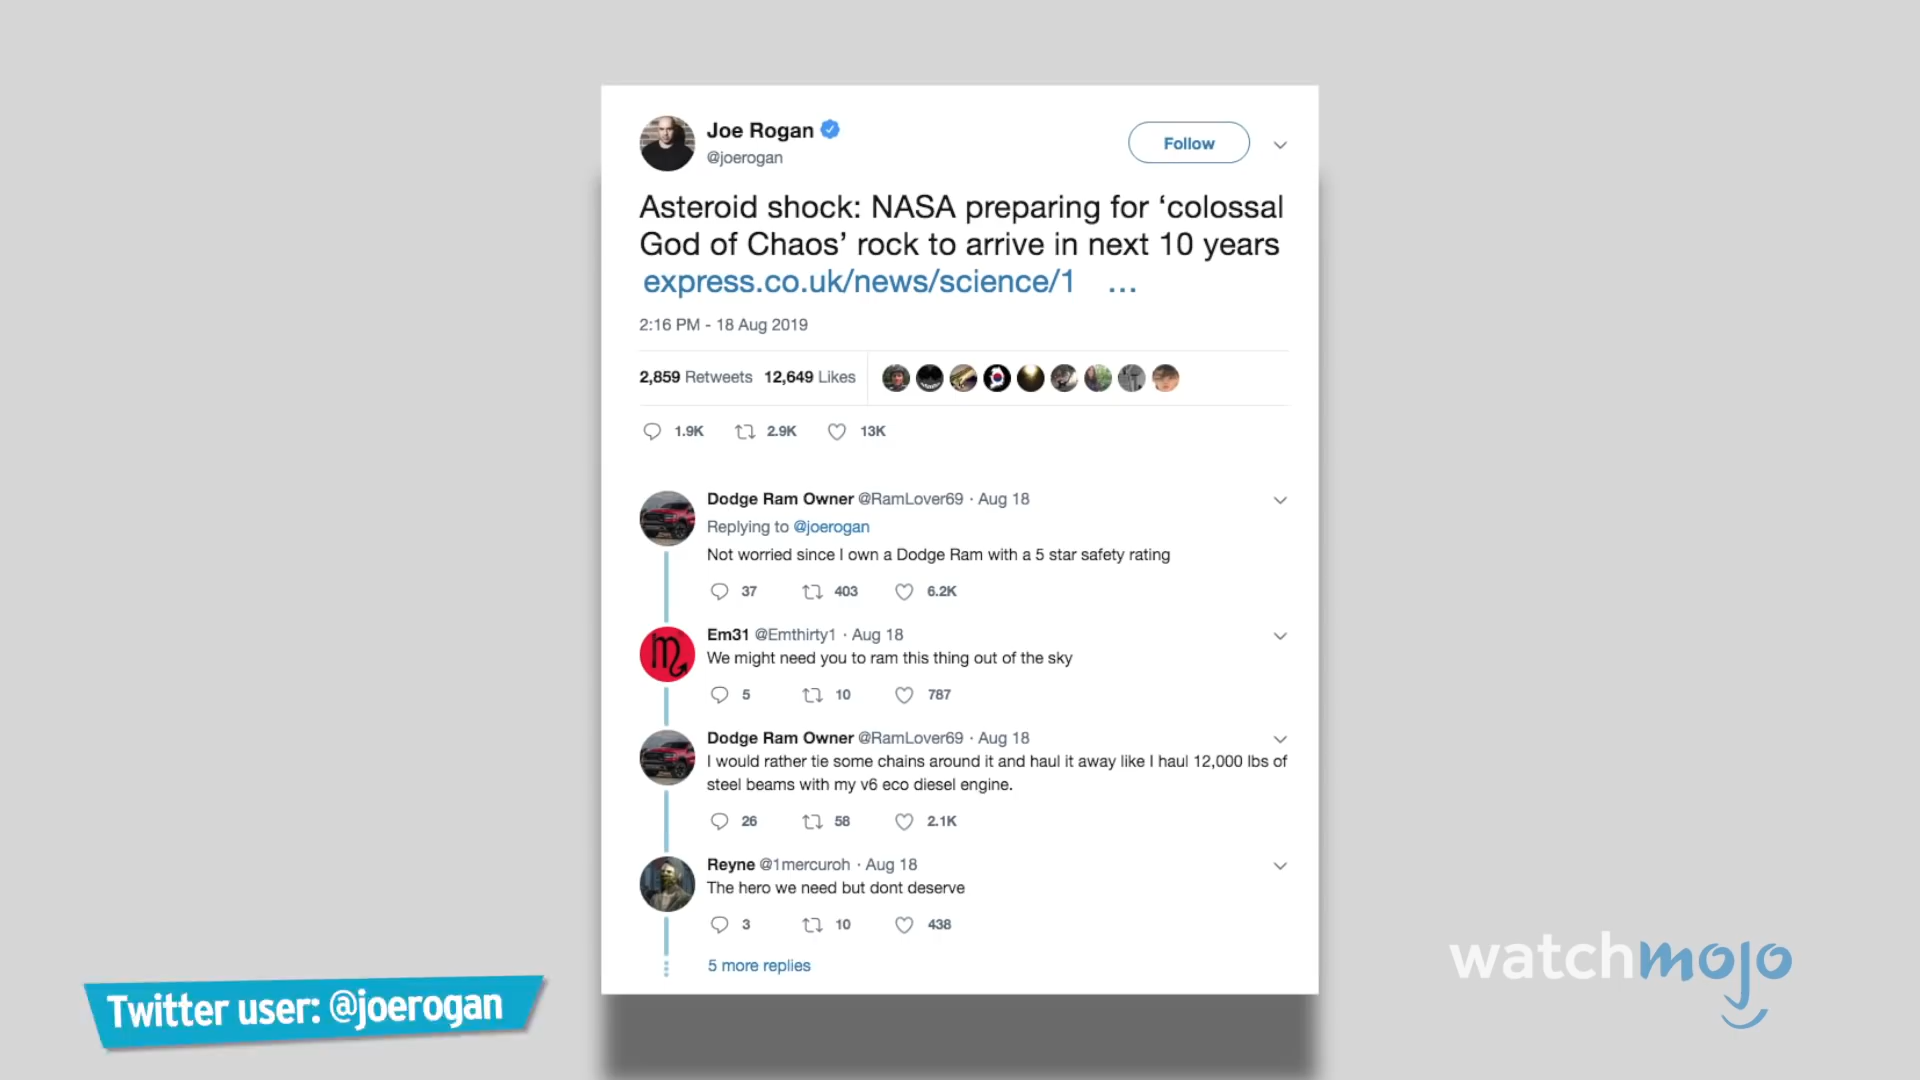 Joe Rogan
@joerogan
Follow
Asteroid shock: NASA preparing for ‘colossal
God of Chaos’ rock to arrive in next 10 years
express.co.uk/news/science/1 ...
2:16 PM - 18 Aug 2019
2,859 Retweets 12,649 Likes
1.9K 2.9K 13K
Dodge Ram Owner @RamLover69 · Aug 18
Replying to @joerogan
Not worried since I own a Dodge Ram with a 5 star safety rating
37 403 6.2K
Em31 @Emthirty1 · Aug 18
We might need you to ram this thing out of the sky
5 10 787
Dodge Ram Owner @RamLover69 · Aug 18
I would rather tie some chains around it and haul it away like I haul 12,000 lbs of
steel beams with my v6 eco diesel engine.
26 58 2.1K
Reyne @1mercuroh · Aug 18
The hero we need but dont deserve
3 10 438
5 more replies
Twitter user: @joerogan
watchmojo